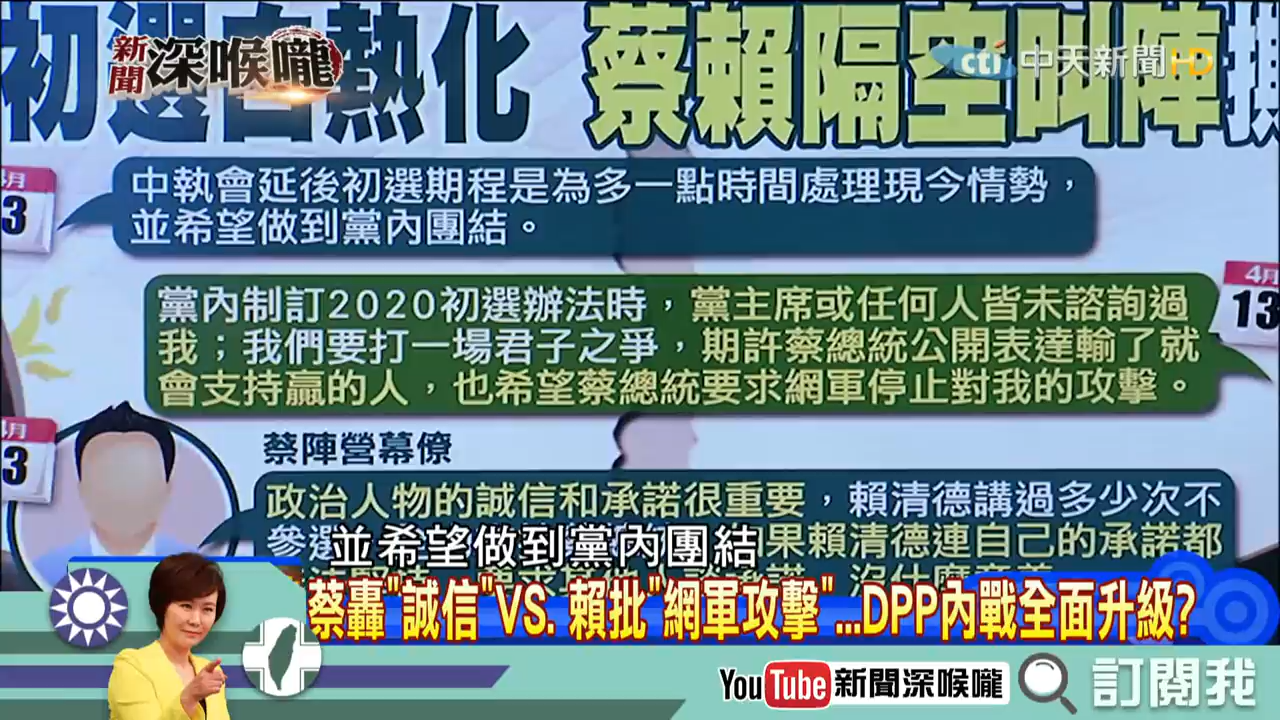 新聞深喉嚨
cti 中天新聞HD
初選白熱化 蔡賴隔空叫陣
月
3
中執會延後初選期程是為多一點時間處理現今情勢，
並希望做到黨內團結。
4月
13
黨內制訂2020初選辦法時，黨主席或任何人皆未諮詢過
我；我們要打一場君子之爭，期許蔡總統公開表達輸了就
會支持贏的人，也希望蔡總統要求網軍停止對我的攻擊。
月
3
蔡陣營幕僚
政治人物的誠信和承諾很重要，賴清德講過多少次不
參選
果賴清德連自己的承諾都
並希望做到黨內團結
蔡轟"誠信"VS. 賴批"網軍攻擊"...DPP內戰全面升級?
YouTube 新聞深喉嚨 訂閱我